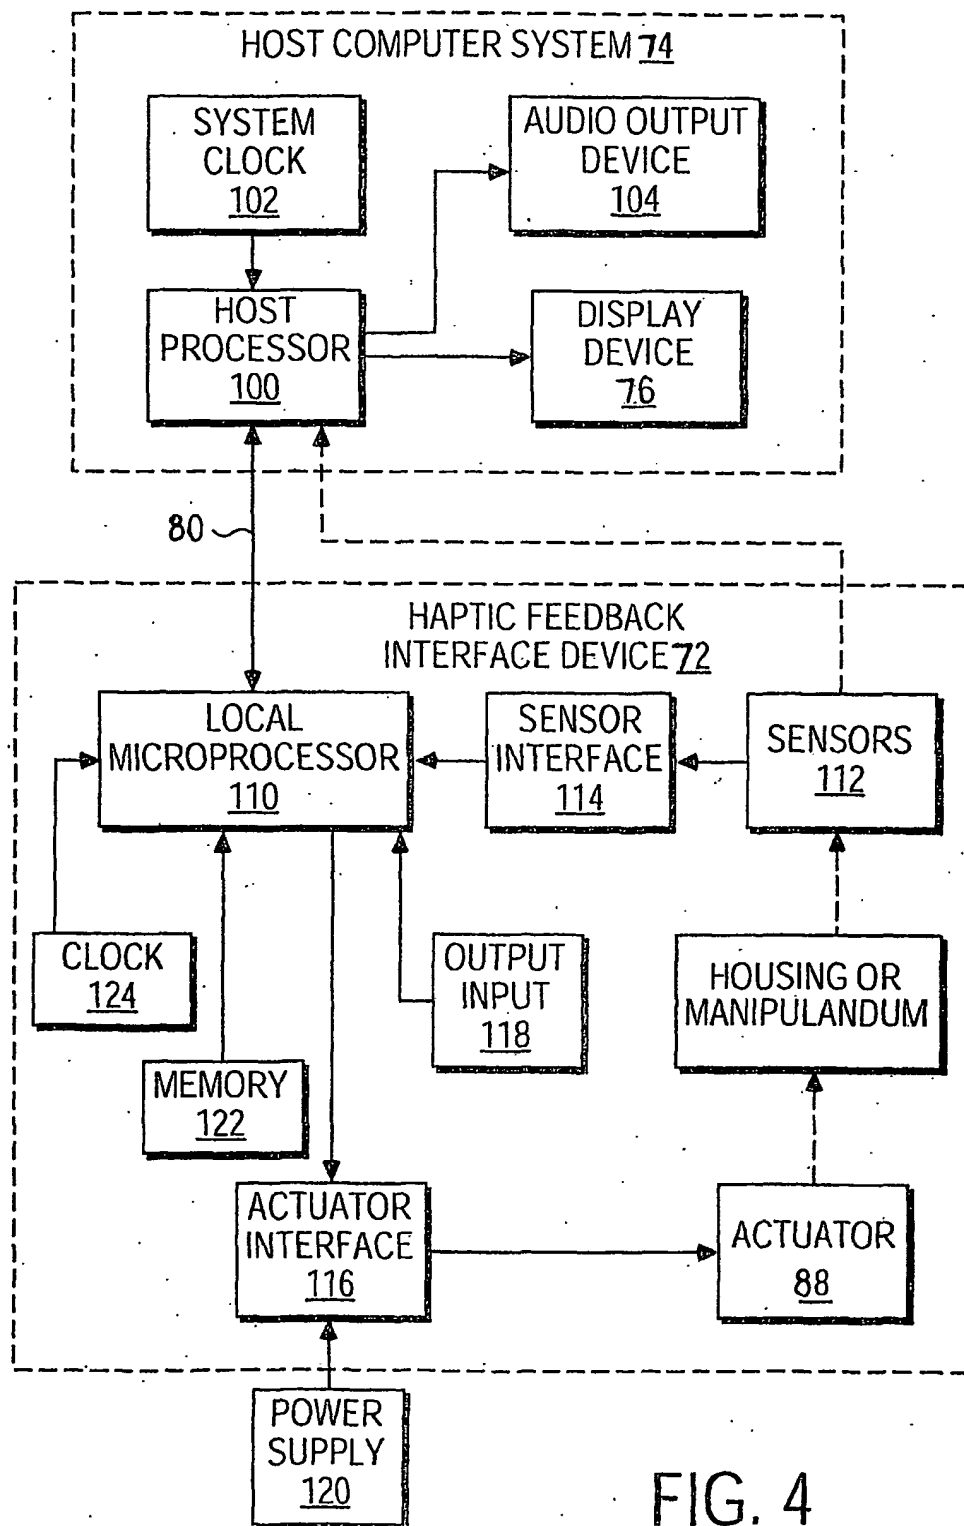 HOST COMPUTER SYSTEM 74
SYSTEM
CLOCK
102
AUDIO OUTPUT
DEVICE
104
HOST
PROCESSOR
100
DISPLAY
DEVICE
76
80
HAPTIC FEEDBACK
INTERFACE DEVICE 72
LOCAL
MICROPROCESSOR
110
SENSOR
INTERFACE
114
SENSORS
112
CLOCK
124
OUTPUT
INPUT
118
HOUSING OR
MANIPULANDUM
MEMORY
122
ACTUATOR
INTERFACE
116
ACTUATOR
88
POWER
SUPPLY
120
FIG. 4